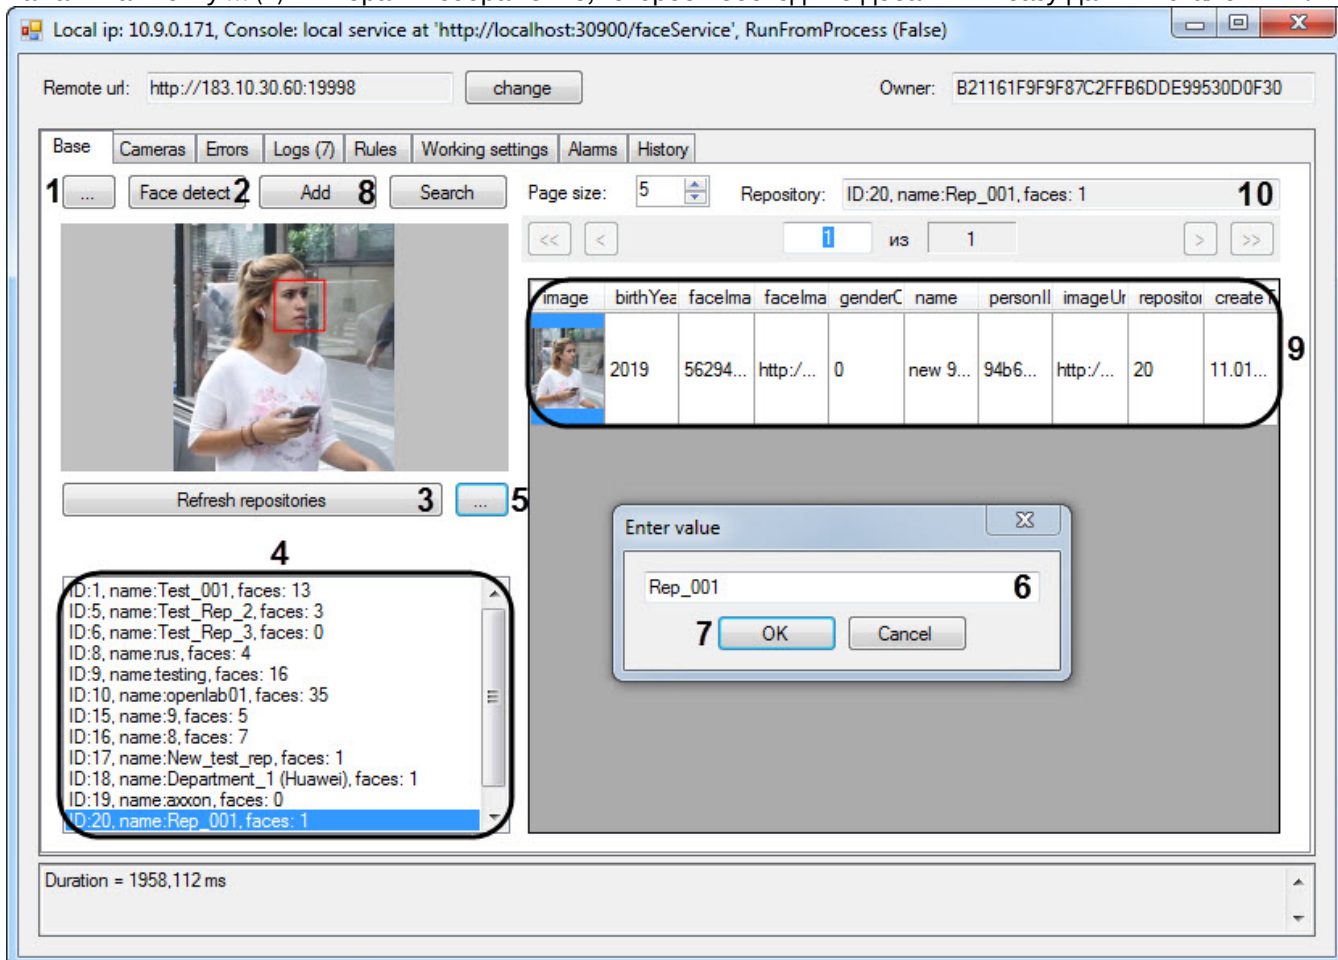 Local ip: 10.9.0.171, Console: local service at 'http://localhost:30900/faceService', RunFromProcess (False)
Remote url: http://183.10.30.60:19998 change Owner: B21161F9F9F87C2FFB6DDE99530D0F30
Base Cameras Errors Logs (7) Rules Working settings Alarms History
1 ... Face detect 2 Add 8 Search Page size: 5 Repository: ID:20, name:Rep_001, faces: 1 10
<< < 1 из 1 > >>
image birthYea faceIma faceIma genderC name personII imageUr repositor createT
2019 56294... http:/... 0 new 9... 94b6... http:/... 20 11.01... 9
Refresh repositories 3 ... 5
Enter value
4
Rep_001 6
7 OK Cancel
ID:1, name:Test_001, faces: 13
ID:5, name:Test_Rep_2, faces: 3
ID:6, name:Test_Rep_3, faces: 0
ID:8, name:rus, faces: 4
ID:9, name:testing, faces: 16
ID:10, name:openlab01, faces: 35
ID:15, name:9, faces: 5
ID:16, name:8, faces: 7
ID:17, name:New_test_rep, faces: 1
ID:18, name:Department_1 (Huawei), faces: 1
ID:19, name:axxon, faces: 0
ID:20, name:Rep_001, faces: 1
Duration = 1958,112 ms